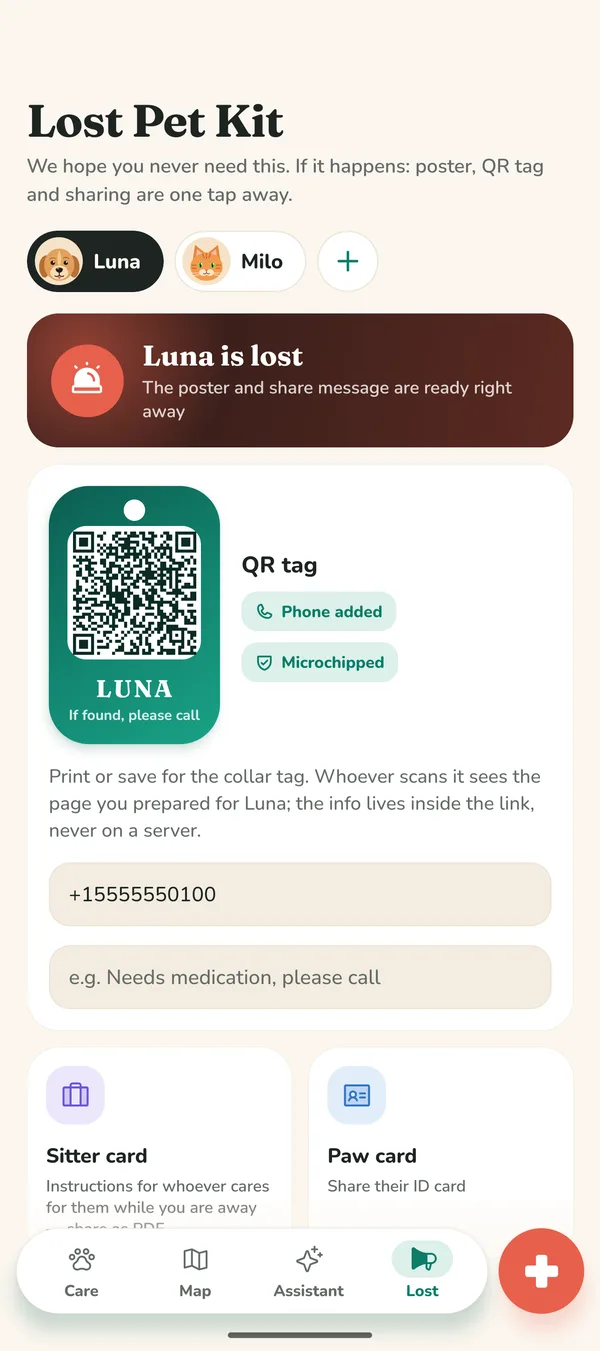 Lost Pet Kit
We hope you never need this. If it happens: poster, QR tag
and sharing are one tap away.
Luna
Milo
Luna is lost
The poster and share message are ready right
away
QR tag
Phone added
Microchipped
LUNA
If found, please call
Print or save for the collar tag. Whoever scans it sees the
page you prepared for Luna; the info lives inside the link,
never on a server.
+15555550100
e.g. Needs medication, please call
Sitter card
Instructions for whoever cares
for them while you are away
share as PDF
Paw card
Share their ID card
Care
Map
Assistant
Lost